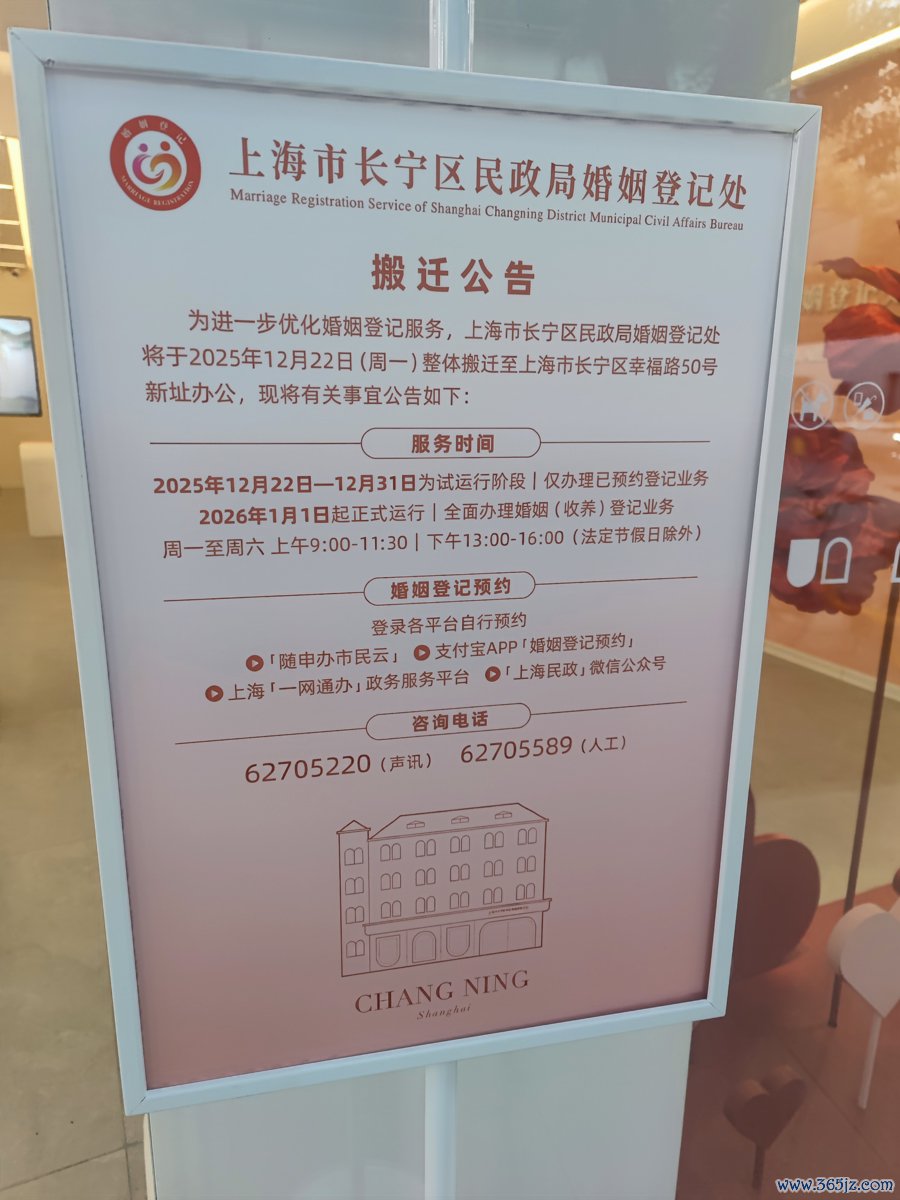 婚姻登记
MARRIAGE REGISTRATION
上海市长宁区民政局婚姻登记处
Marriage Registration Service of Shanghai Changning District Municipal Civil Affairs Bureau
搬迁公告
为进一步优化婚姻登记服务，上海市长宁区民政局婚姻登记处
将于2025年12月22日(周一)整体搬迁至上海市长宁区幸福路50号
新址办公，现将有关事宜公告如下：
服务时间
2025年12月22日—12月31日为试运行阶段｜仅办理已预约登记业务
2026年1月1日起正式运行｜全面办理婚姻（收养）登记业务
周一至周六 上午9:00-11:30｜下午13:00-16:00（法定节假日除外）
婚姻登记预约
登录各平台自行预约
「随申办市民云」 支付宝APP「婚姻登记预约」
上海「一网通办」政务服务平台 「上海民政」微信公众号
咨询电话
62705220（声讯） 62705589（人工）
CHANG NING
Shanghai
www.365jz.com